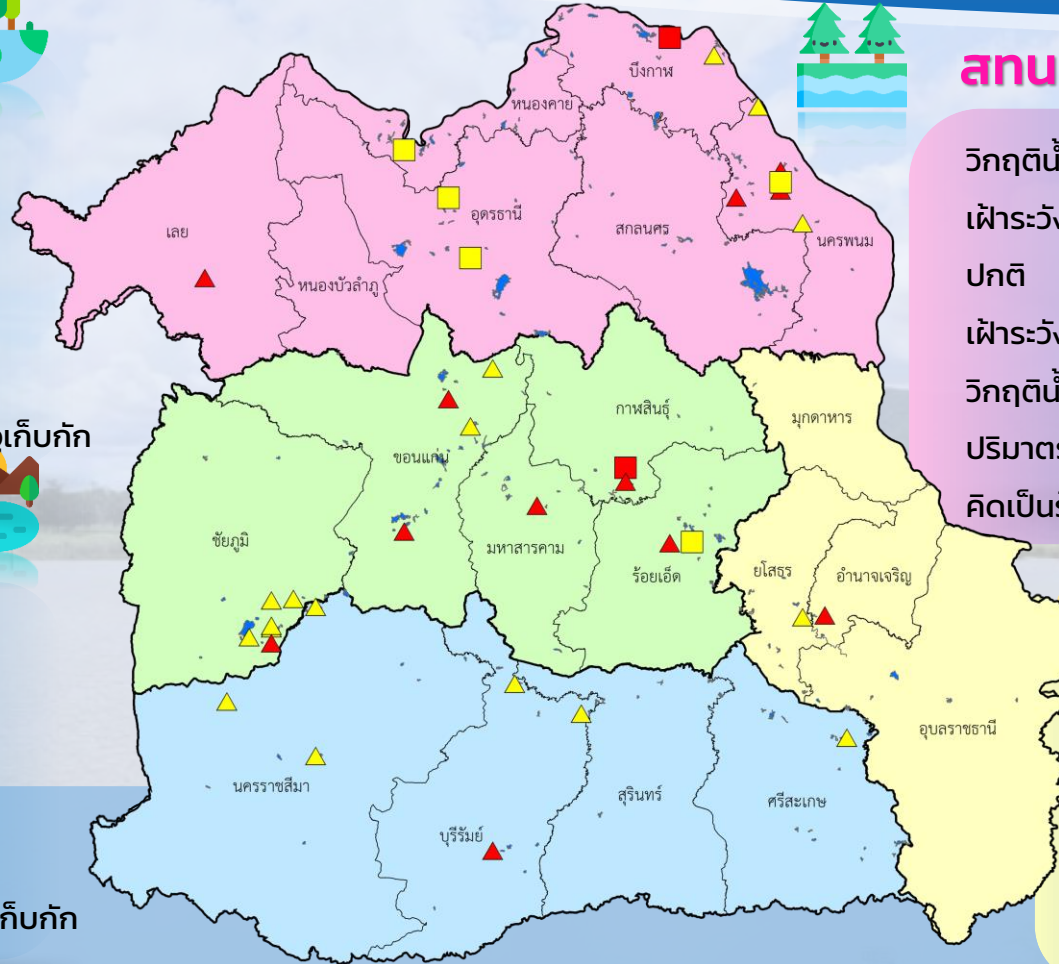 สทน
บึงกาฬ
หนองคาย
วิกฤติน้
เฝ้าระวัง
ปกติ
เฝ้าระวัง
วิกฤติน้
ปริมาตร
คิดเป็นร
เลย
อุดรธานี
สกลนคร
นครพนม
หนองบัวลำภู
เก็บกัก
กาฬสินธุ์
มุกดาหาร
ขอนแก่น
ชัยภูมิ
มหาสารคาม
ร้อยเอ็ด
ยโสธร
อำนาจเจริญ
อุบลราชธานี
นครราชสีมา
สุรินทร์
ศรีสะเกษ
บุรีรัมย์
ก็บกัก